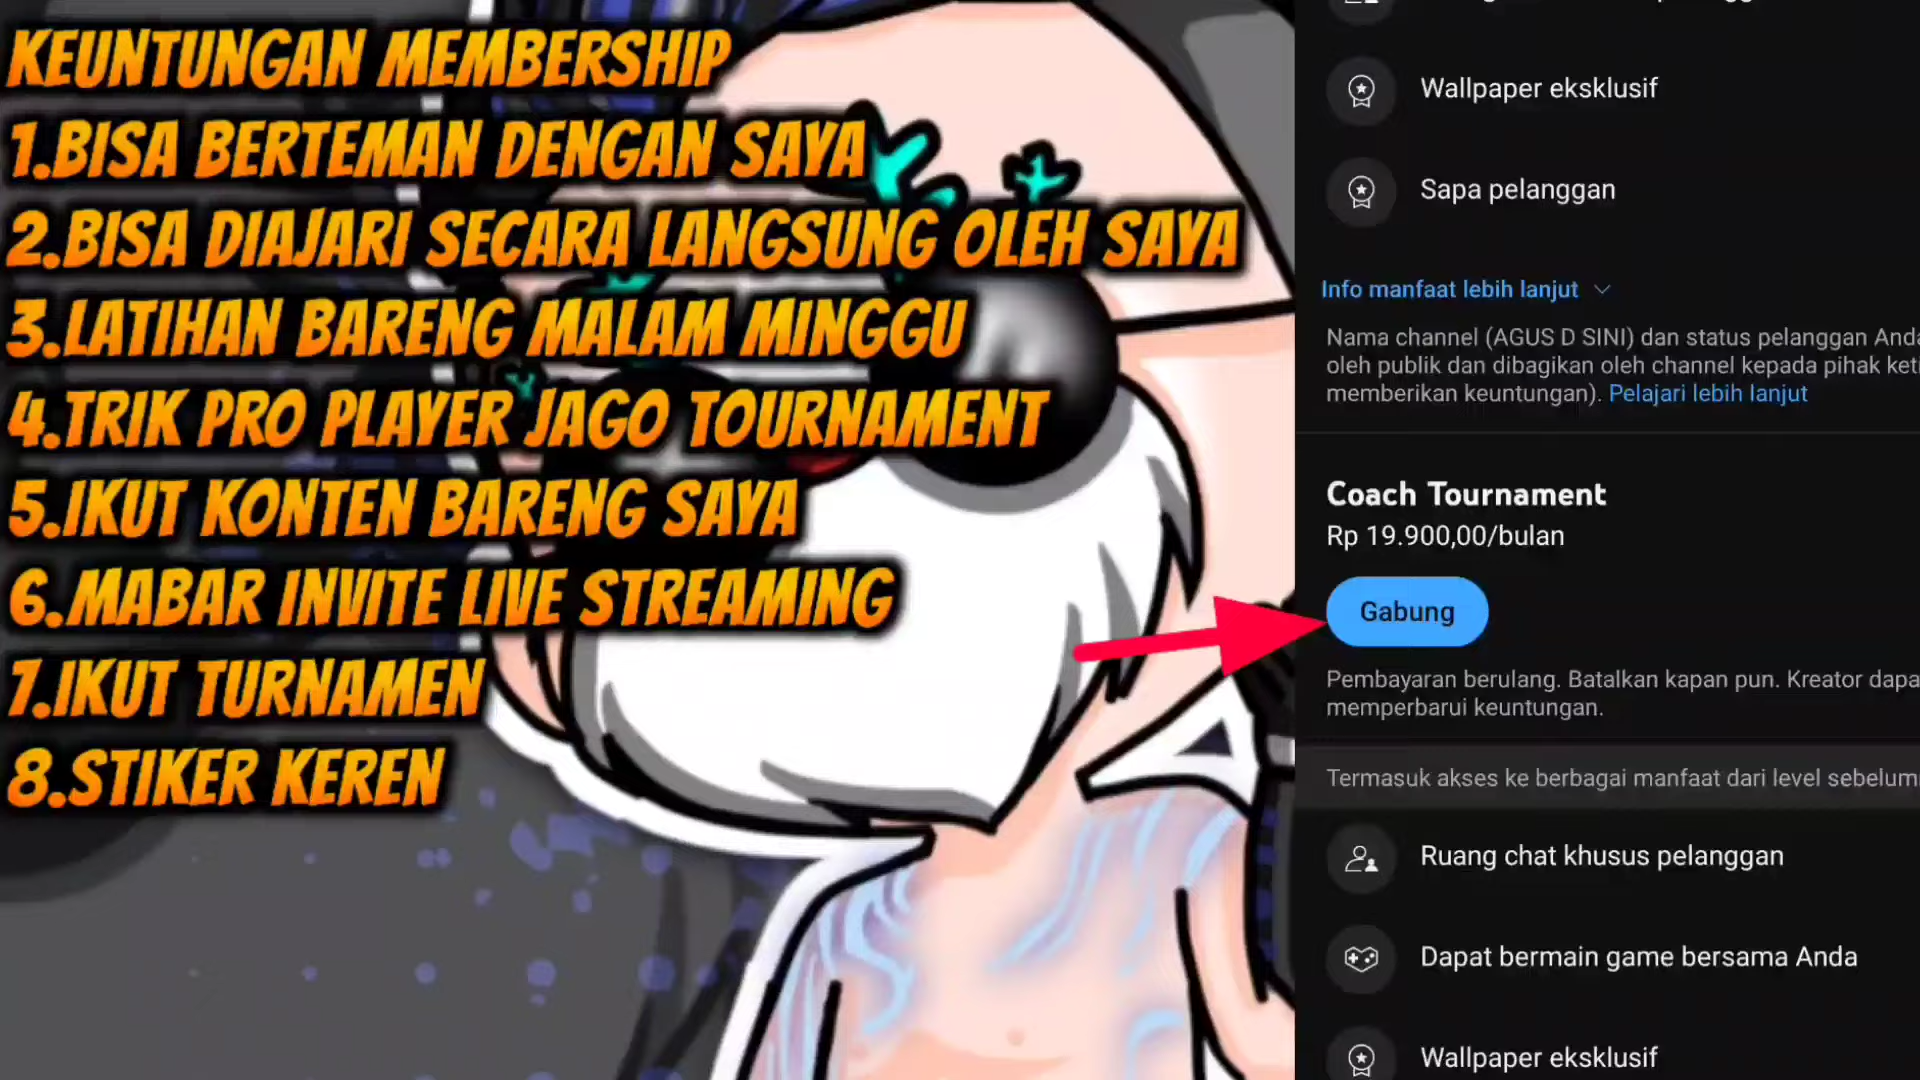 KEUNTUNGAN MEMBERSHIP
1.BISA BERTEMAN DENGAN SAYA
2.BISA DIAJARI SECARA LANGSUNG OLEH SAYA
3.LATIHAN BARENG MALAM MINGGU
4.TRIK PRO PLAYER JAGO TOURNAMENT
5.IKUT KONTEN BARENG SAYA
6.MABAR INVITE LIVE STREAMING
7.IKUT TURNAMEN
8.STIKER KEREN
Wallpaper eksklusif
Sapa pelanggan
Info manfaat lebih lanjut
Nama channel (AGUS D SINI) dan status pelanggan Anda
oleh publik dan dibagikan oleh channel kepada pihak keti
memberikan keuntungan). Pelajari lebih lanjut
Coach Tournament
Rp 19.900,00/bulan
Gabung
Pembayaran berulang. Batalkan kapan pun. Kreator dapa
memperbarui keuntungan.
Termasuk akses ke berbagai manfaat dari level sebelum
Ruang chat khusus pelanggan
Dapat bermain game bersama Anda
Wallpaper eksklusif